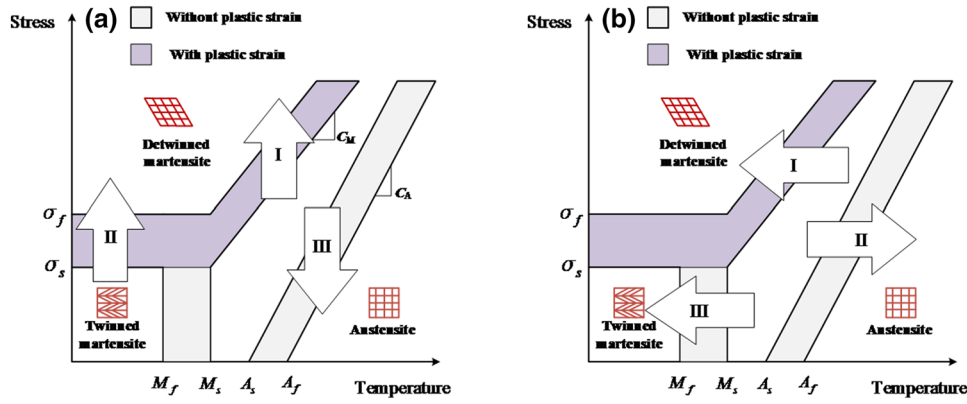 Stress
(a)
Without plastic strain
With plastic strain
Detwinned
martensite
I
C_M
C_A
σ_f
II
III
σ_s
Twinned
martensite
Austensite
M_f
M_s
A_s
A_f
Temperature
Stress
(b)
Without plastic strain
With plastic strain
Detwinned
martensite
I
σ_f
II
σ_s
III
Twinned
martensite
Austensite
M_f
M_s
A_s
A_f
Temperature